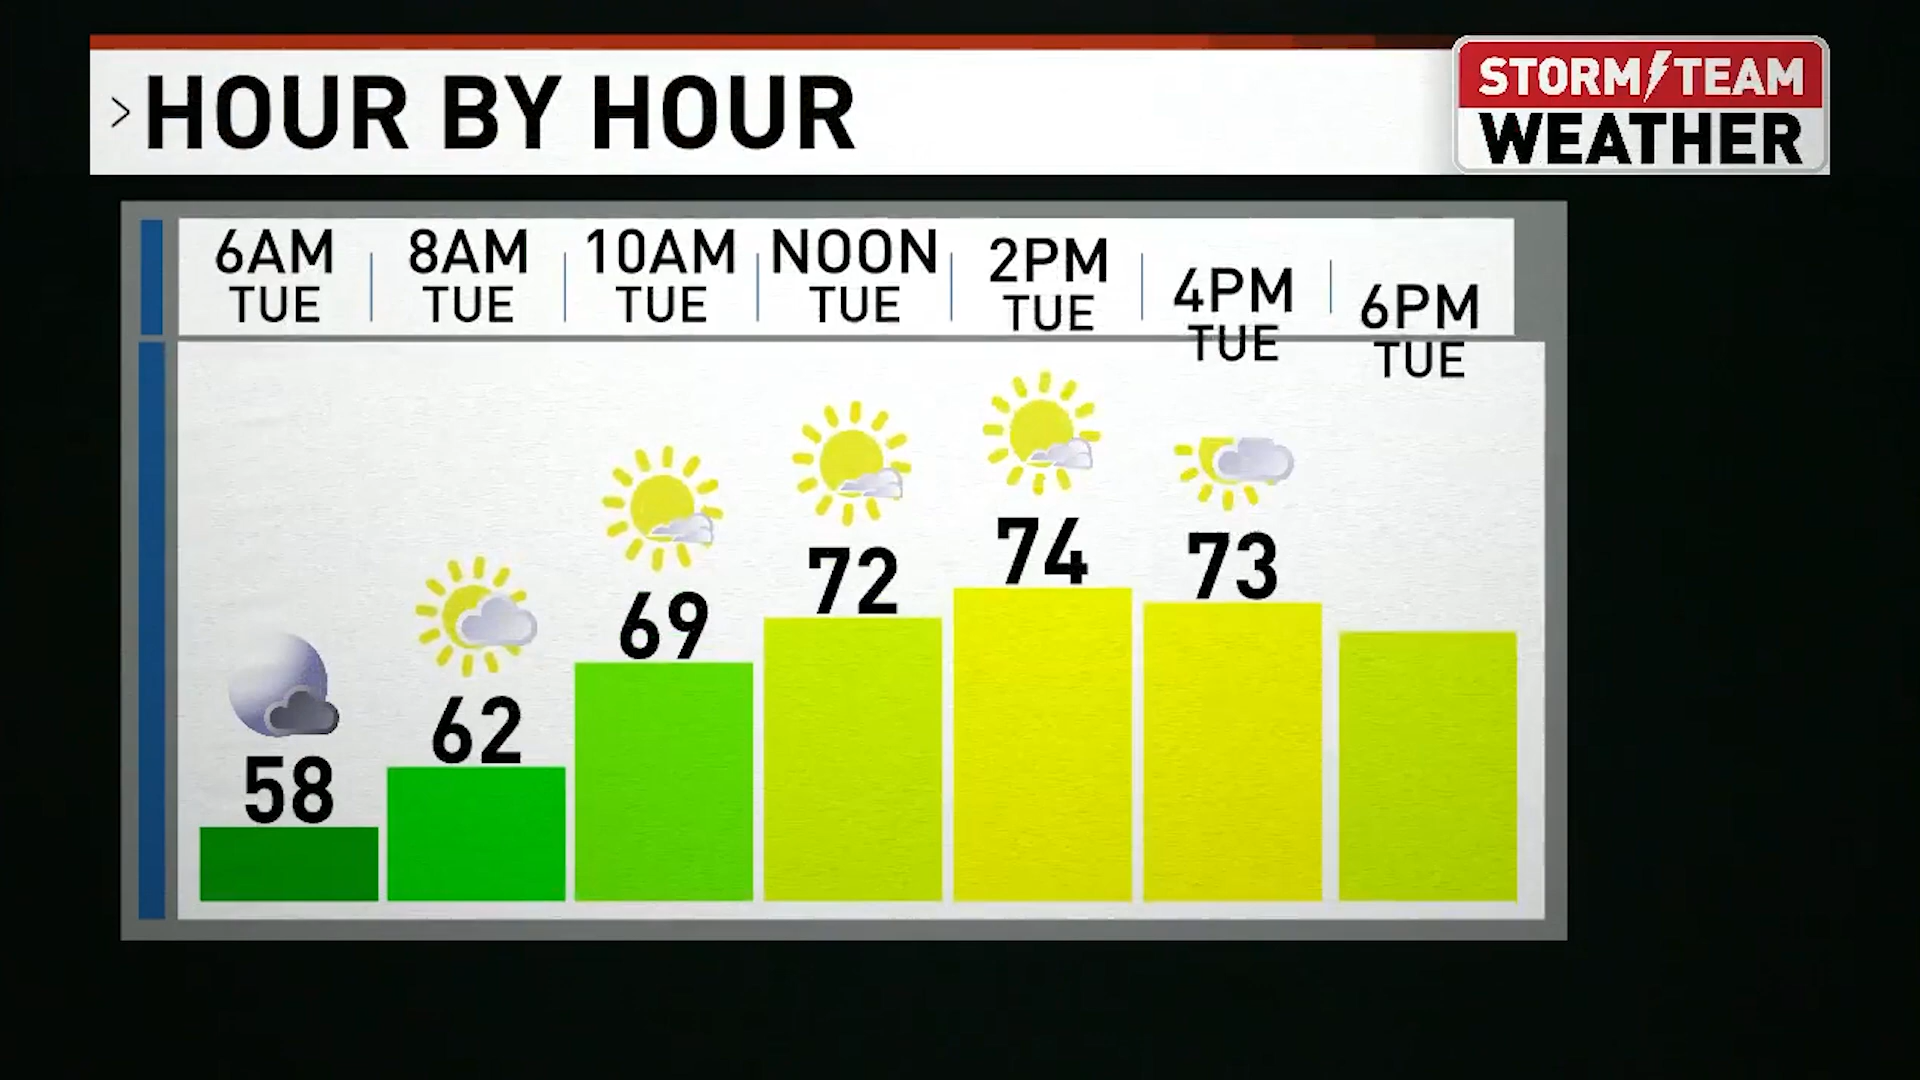 > HOUR BY HOUR
STORM TEAM
WEATHER
6AM 8AM 10AM NOON 2PM 4PM 6PM
TUE TUE TUE TUE TUE TUE TUE
58 62 69 72 74 73